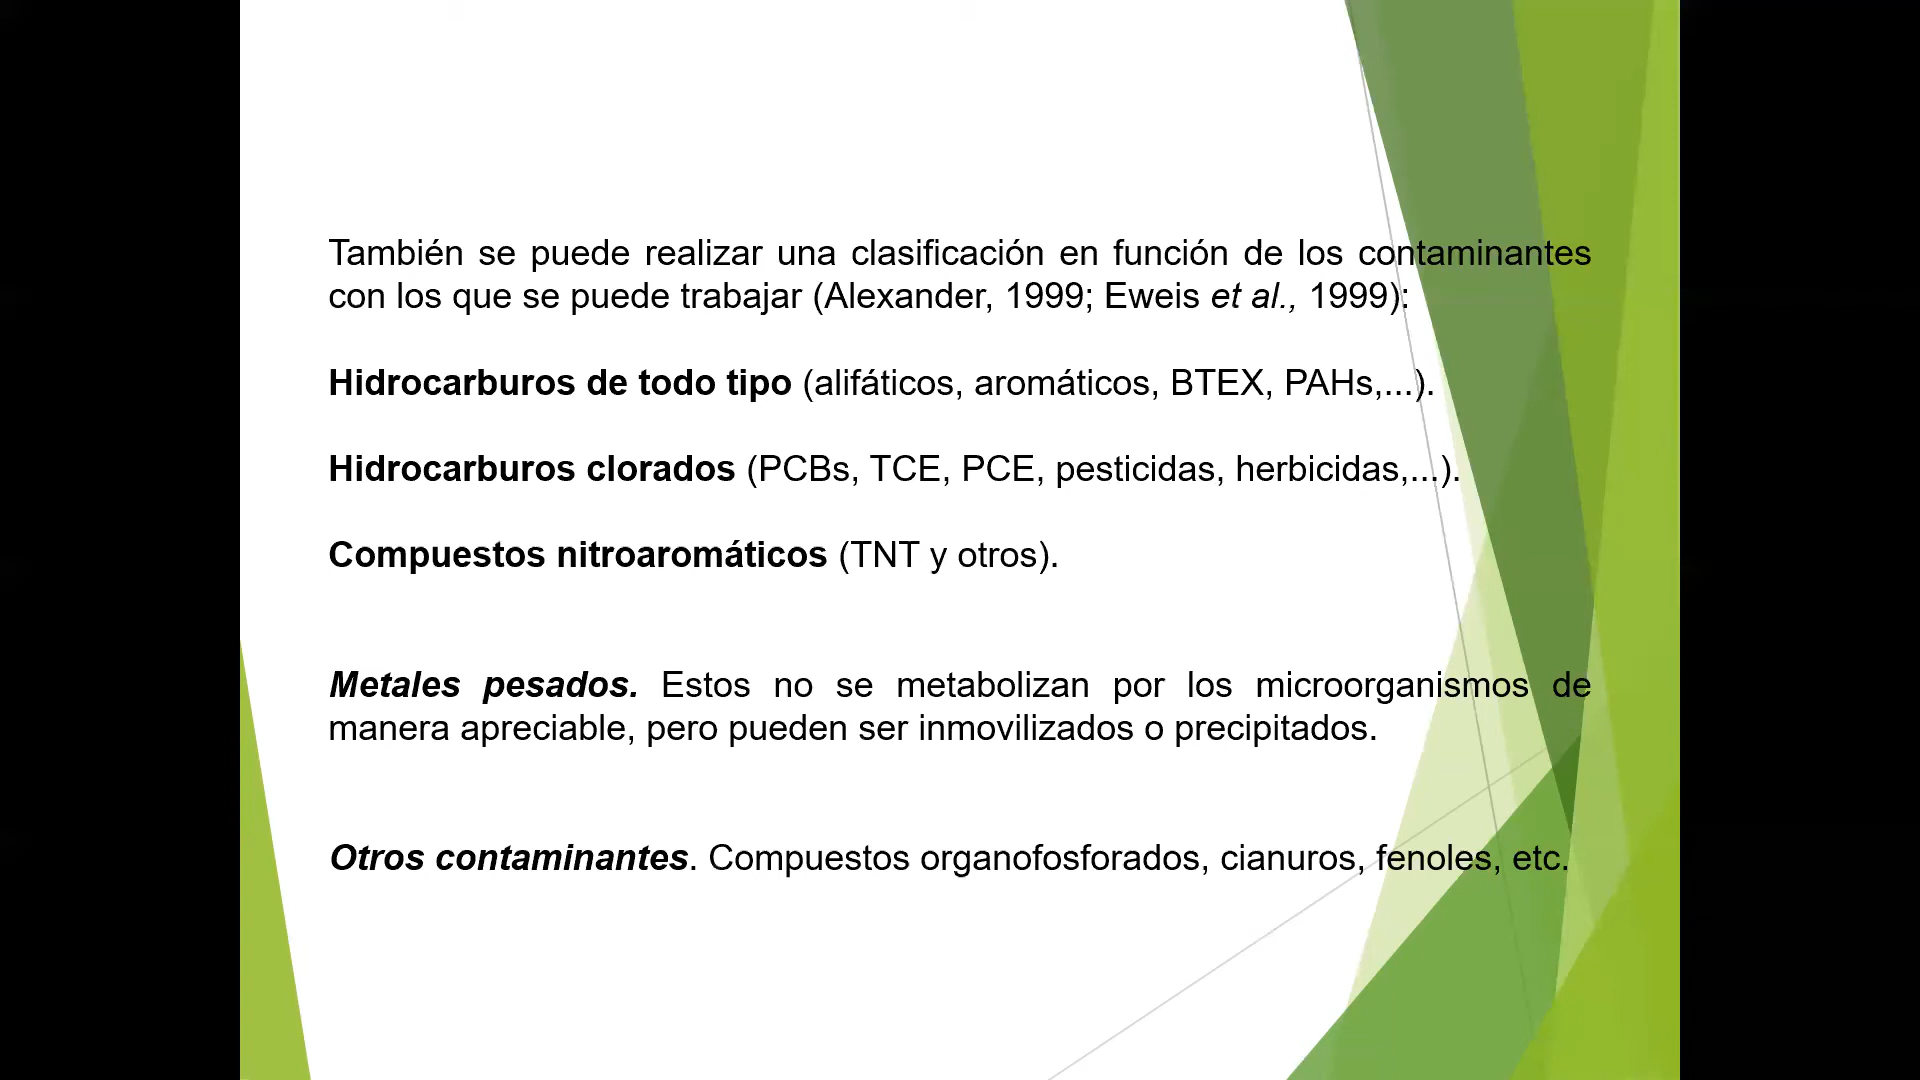 También se puede realizar una clasificación en función de los contaminantes
con los que se puede trabajar (Alexander, 1999; Eweis et al., 1999):
Hidrocarburos de todo tipo (alifáticos, aromáticos, BTEX, PAHs,...).
Hidrocarburos clorados (PCBs, TCE, PCE, pesticidas, herbicidas,...).
Compuestos nitroaromáticos (TNT y otros).
Metales pesados. Estos no se metabolizan por los microorganismos de
manera apreciable, pero pueden ser inmovilizados o precipitados.
Otros contaminantes. Compuestos organofosforados, cianuros, fenoles, etc.